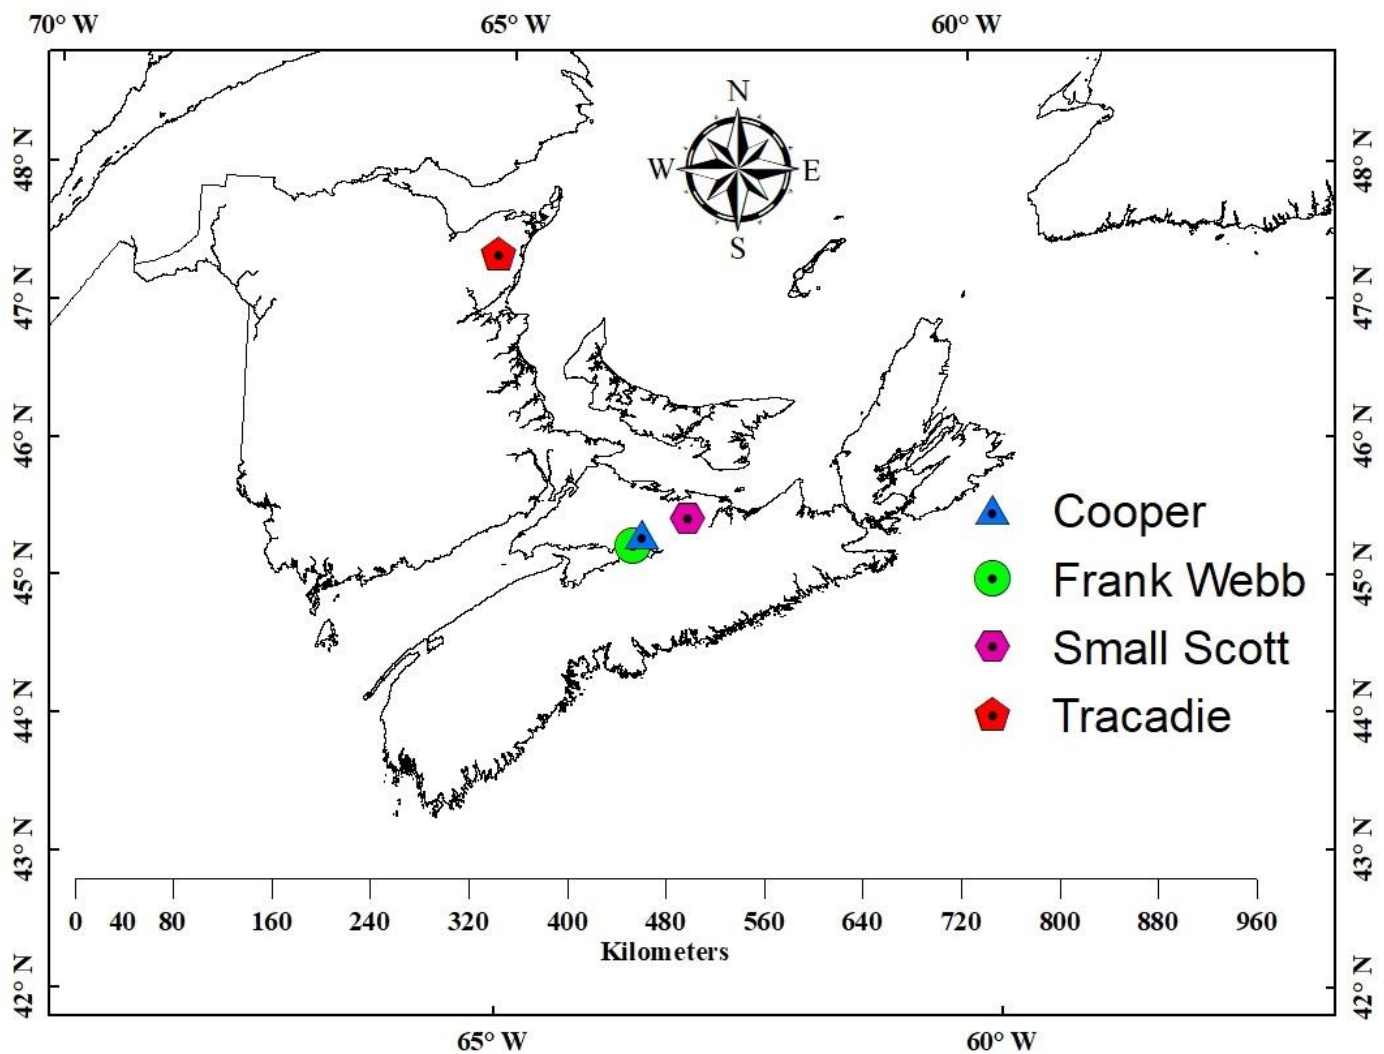 70° W 65° W 60° W
N
48° N W E 48° N
S
47° N 47° N
46° N 46° N
Cooper
45° N Frank Webb 45° N
Small Scott
44° N Tracadie 44° N
43° N 43° N
0 40 80 160 240 320 400 480 560 640 720 800 880 960
Kilometers
42° N 42° N
65° W 60° W